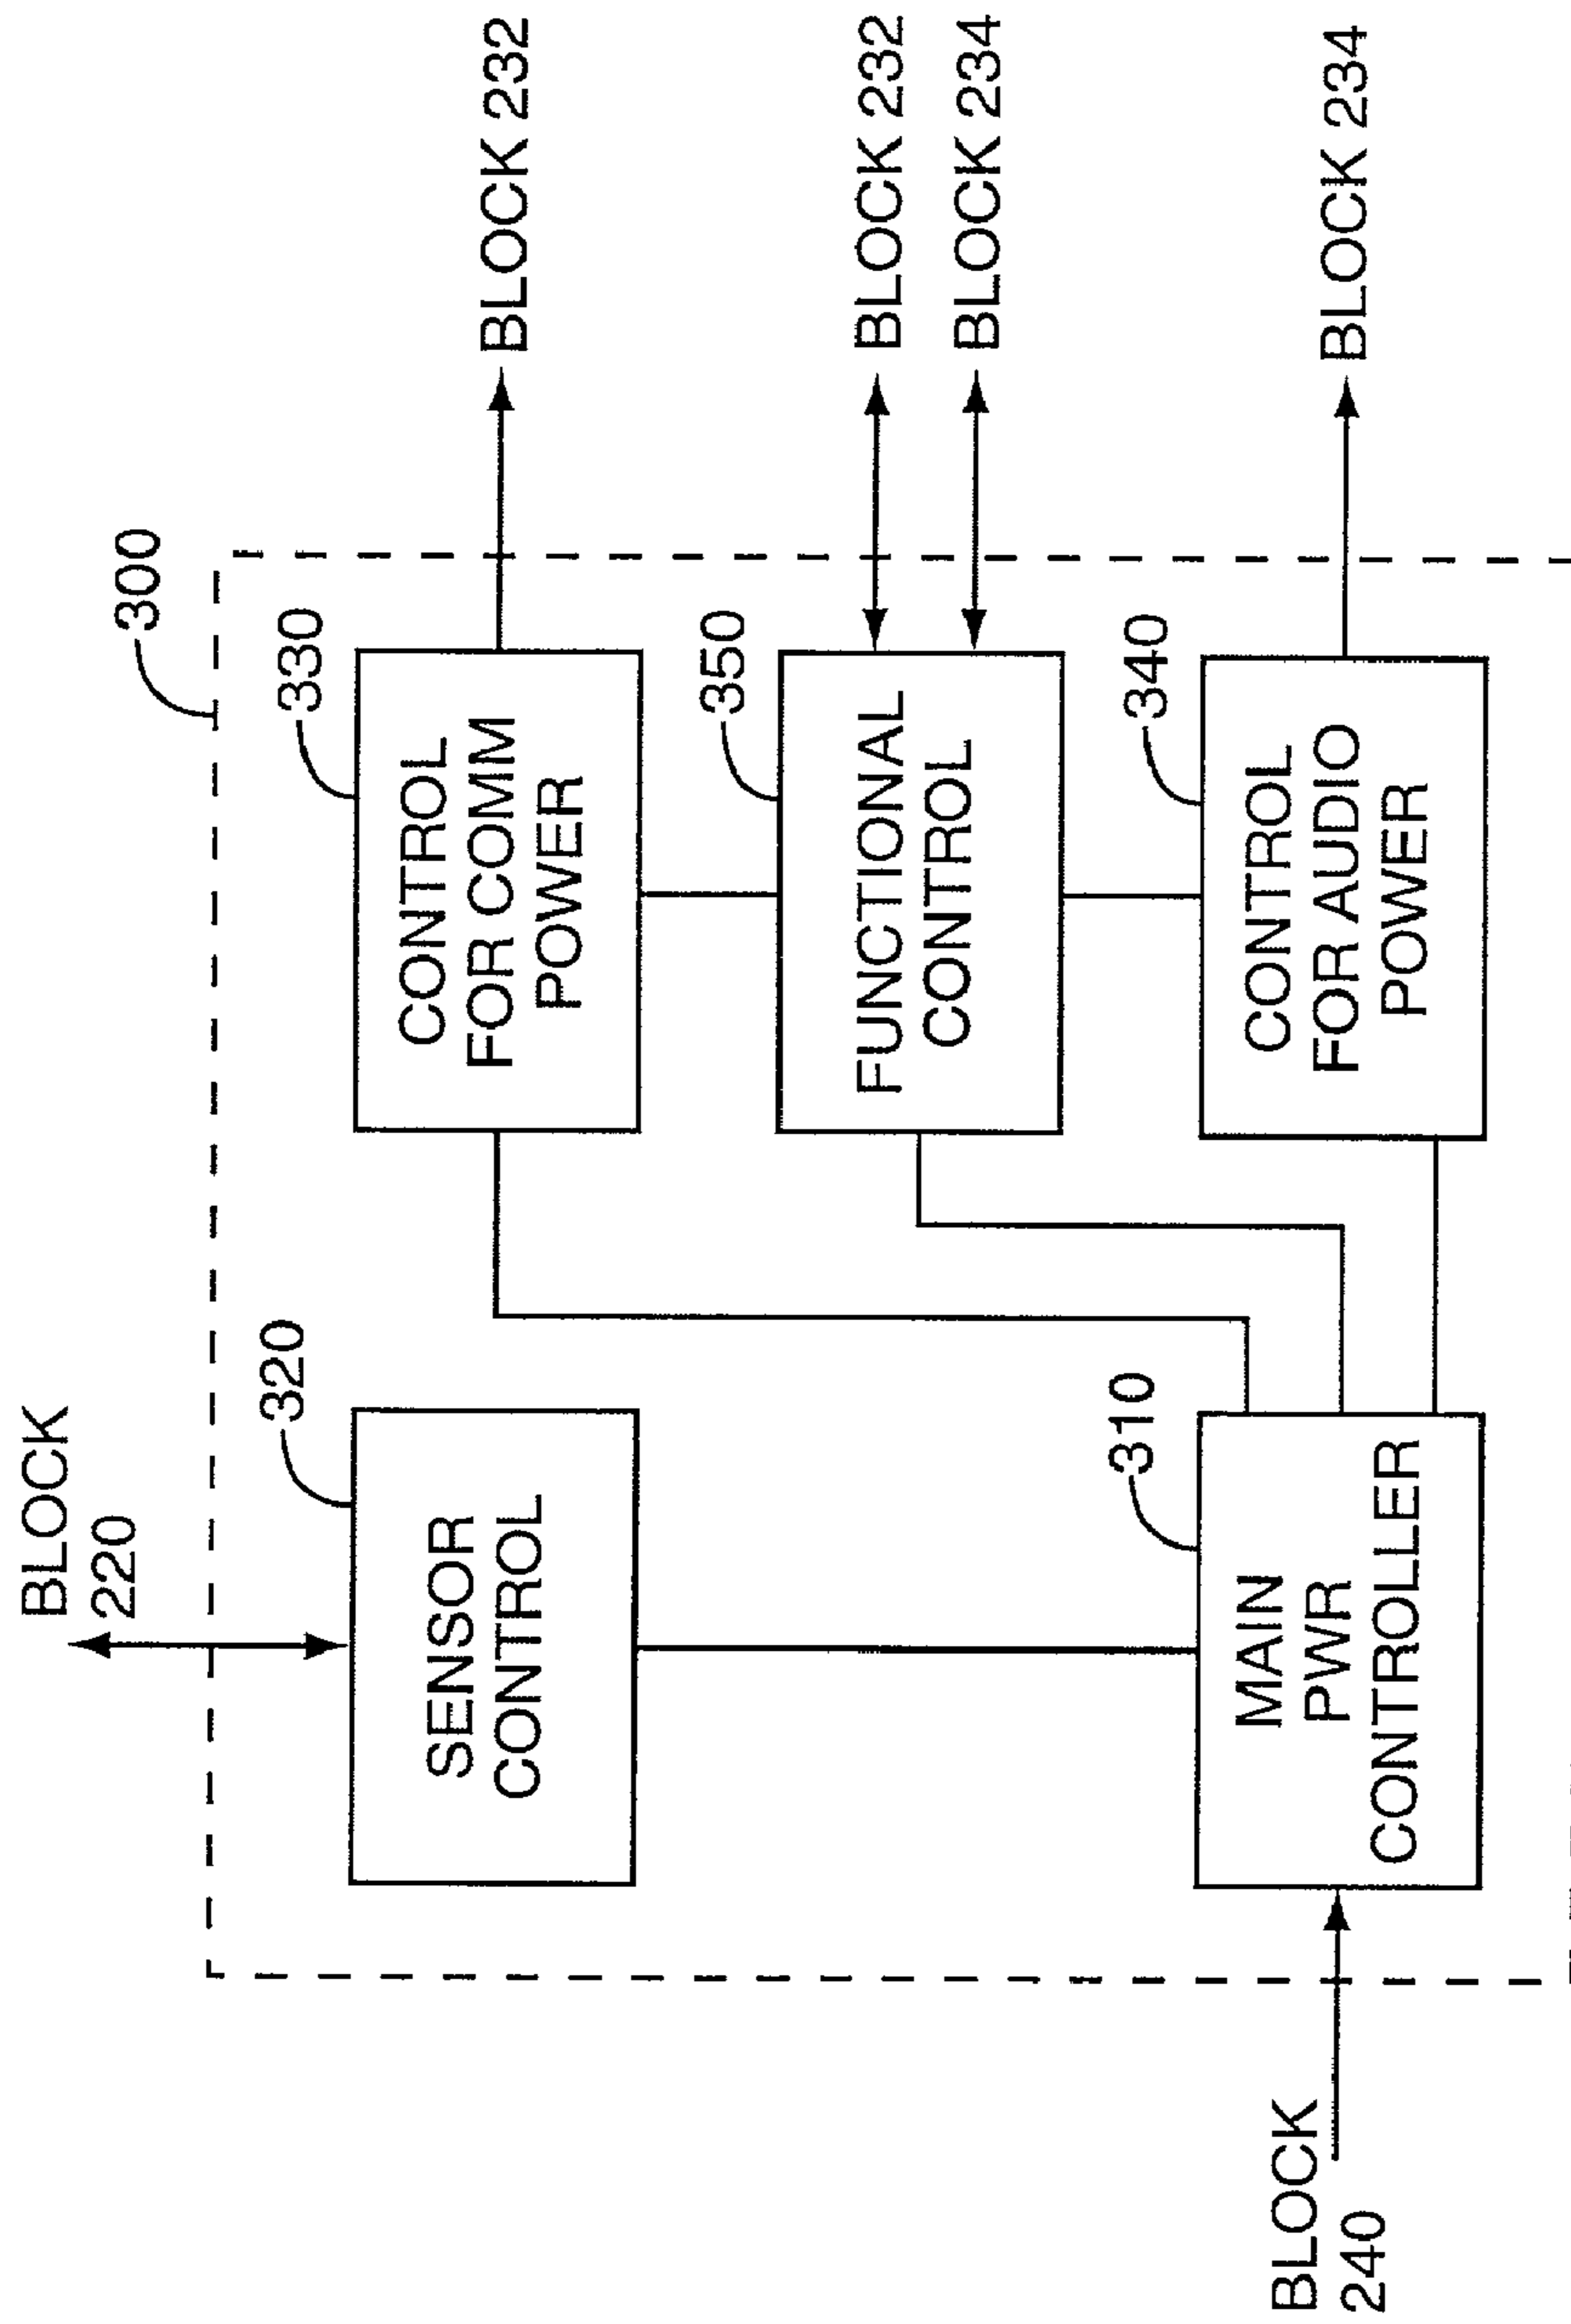 BLOCK
220
300
320
SENSOR
CONTROL
330
CONTROL
FOR COMM
POWER
BLOCK 232
350
FUNCTIONAL
CONTROL
BLOCK 232
BLOCK 234
310
MAIN
PWR
CONTROLLER
340
CONTROL
FOR AUDIO
POWER
BLOCK 234
BLOCK
240